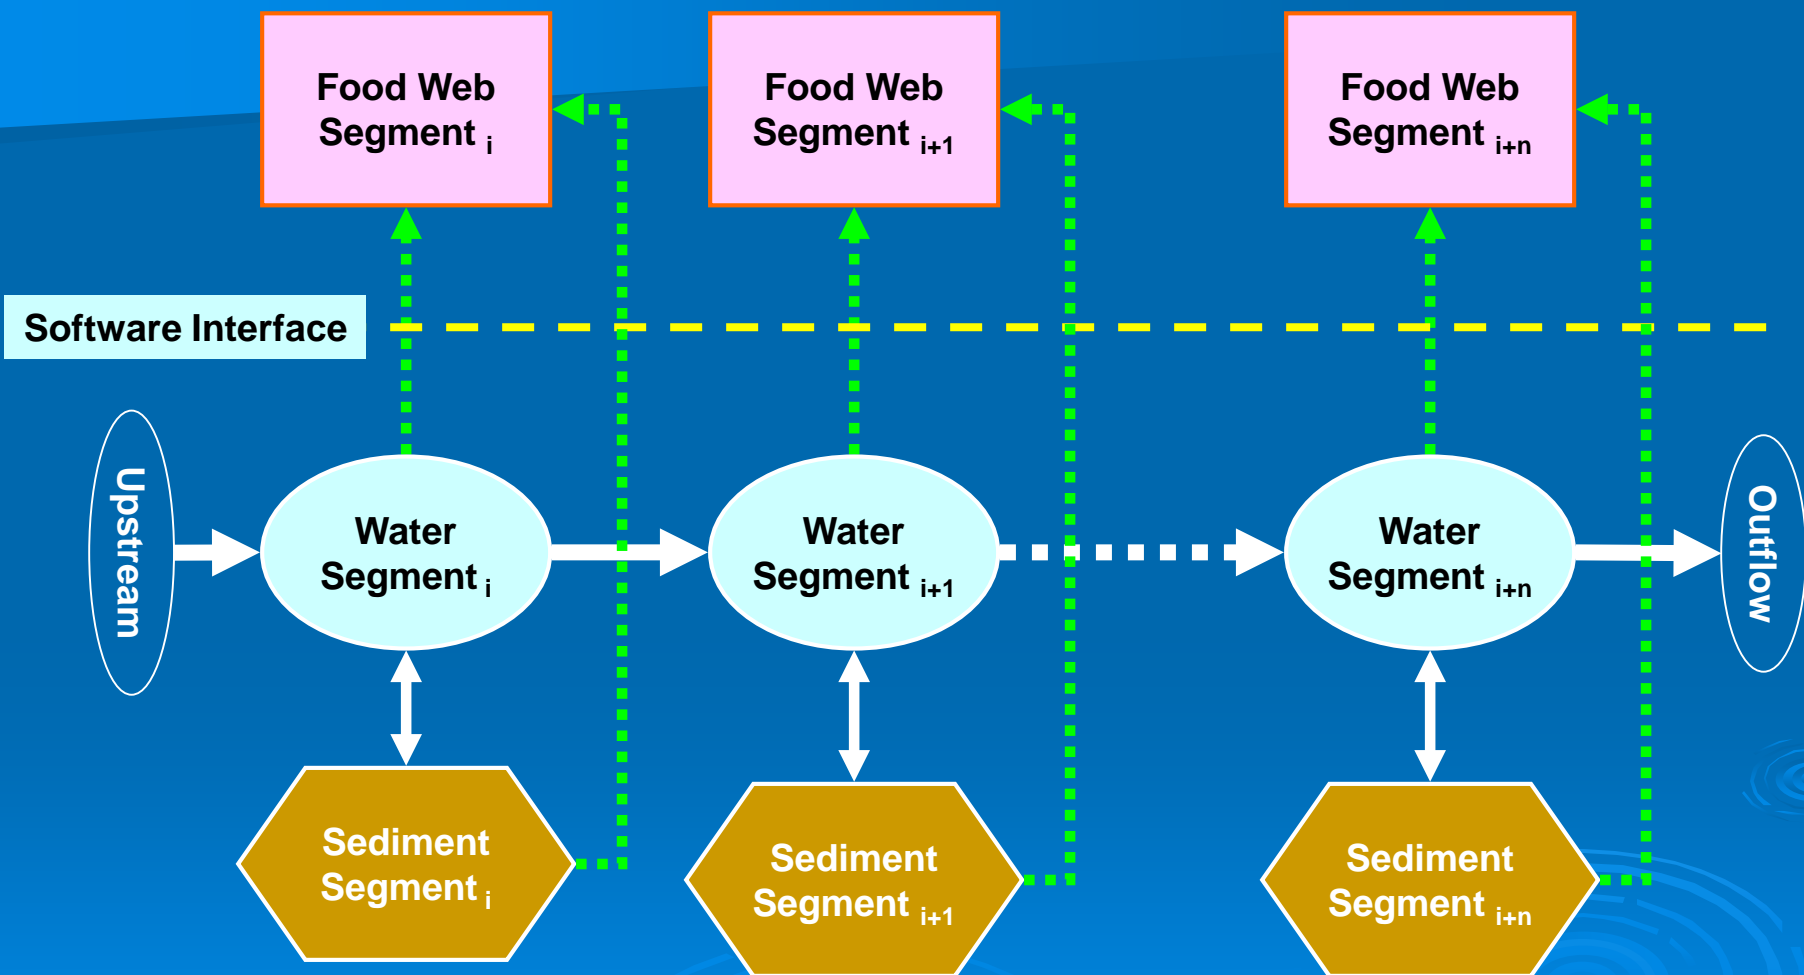 Food Web
Segment i
Food Web
Segment i+1
Food Web
Segment i+n
Software Interface
Upstream
Water
Segment i
Water
Segment i+1
Water
Segment i+n
Outflow
Sediment
Segment i
Sediment
Segment i+1
Sediment
Segment i+n